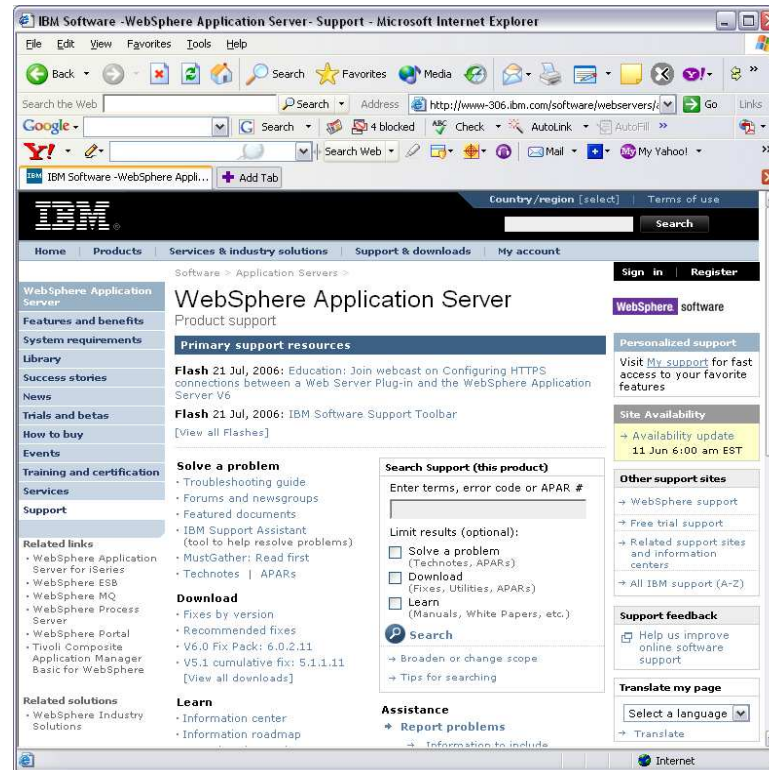 IBM Software -WebSphere Application Server- Support - Microsoft Internet Explorer
File Edit View Favorites Tools Help
Back Search Favorites Media
Search the Web Search Address http://www-306.ibm.com/software/webservers/ Go Links
Google Search 4 blocked Check AutoLink AutoFill
Y! Search Web Mail My Yahoo!
IBM Software -WebSphere Appli... Add Tab
Country/region [select] Terms of use
IBM
Search
Home Products Services & industry solutions Support & downloads My account
Software > Application Servers >
Sign in Register
WebSphere Application Server
Features and benefits
System requirements
Library
Success stories
News
Trials and betas
How to buy
Events
Training and certification
Services
Support
Related links
WebSphere Application Server for iSeries
WebSphere ESB
WebSphere MQ
WebSphere Process Server
WebSphere Portal
Tivoli Composite Application Manager Basic for WebSphere
Related solutions
WebSphere Industry Solutions
WebSphere Application Server
Product support
Primary support resources
Flash 21 Jul, 2006: Education: Join webcast on Configuring HTTPS
connections between a Web Server Plug-in and the WebSphere Application
Server V6
Flash 21 Jul, 2006: IBM Software Support Toolbar
[View all Flashes]
Solve a problem
Troubleshooting guide
Forums and newsgroups
Featured documents
IBM Support Assistant
(tool to help resolve problems)
MustGather: Read first
Technotes | APARs
Download
Fixes by version
Recommended fixes
V6.0 Fix Pack: 6.0.2.11
V5.1 cumulative fix: 5.1.1.11
[View all downloads]
Learn
Information center
Information roadmap
Search Support (this product)
Enter terms, error code or APAR #
Limit results (optional):
Solve a problem
(Technotes, APARs)
Download
(Fixes, Utilities, APARs)
Learn
(Manuals, White Papers, etc.)
Search
Broaden or change scope
Tips for searching
Assistance
Report problems
Information to include
WebSphere software
Personalized support
Visit My support for fast
access to your favorite
features
Site Availability
Availability update
11 Jun 6:00 am EST
Other support sites
WebSphere support
Free trial support
Related support sites
and information
centers
All IBM support (A-Z)
Support feedback
Help us improve
online software
support
Translate my page
Select a language
Translate
Internet